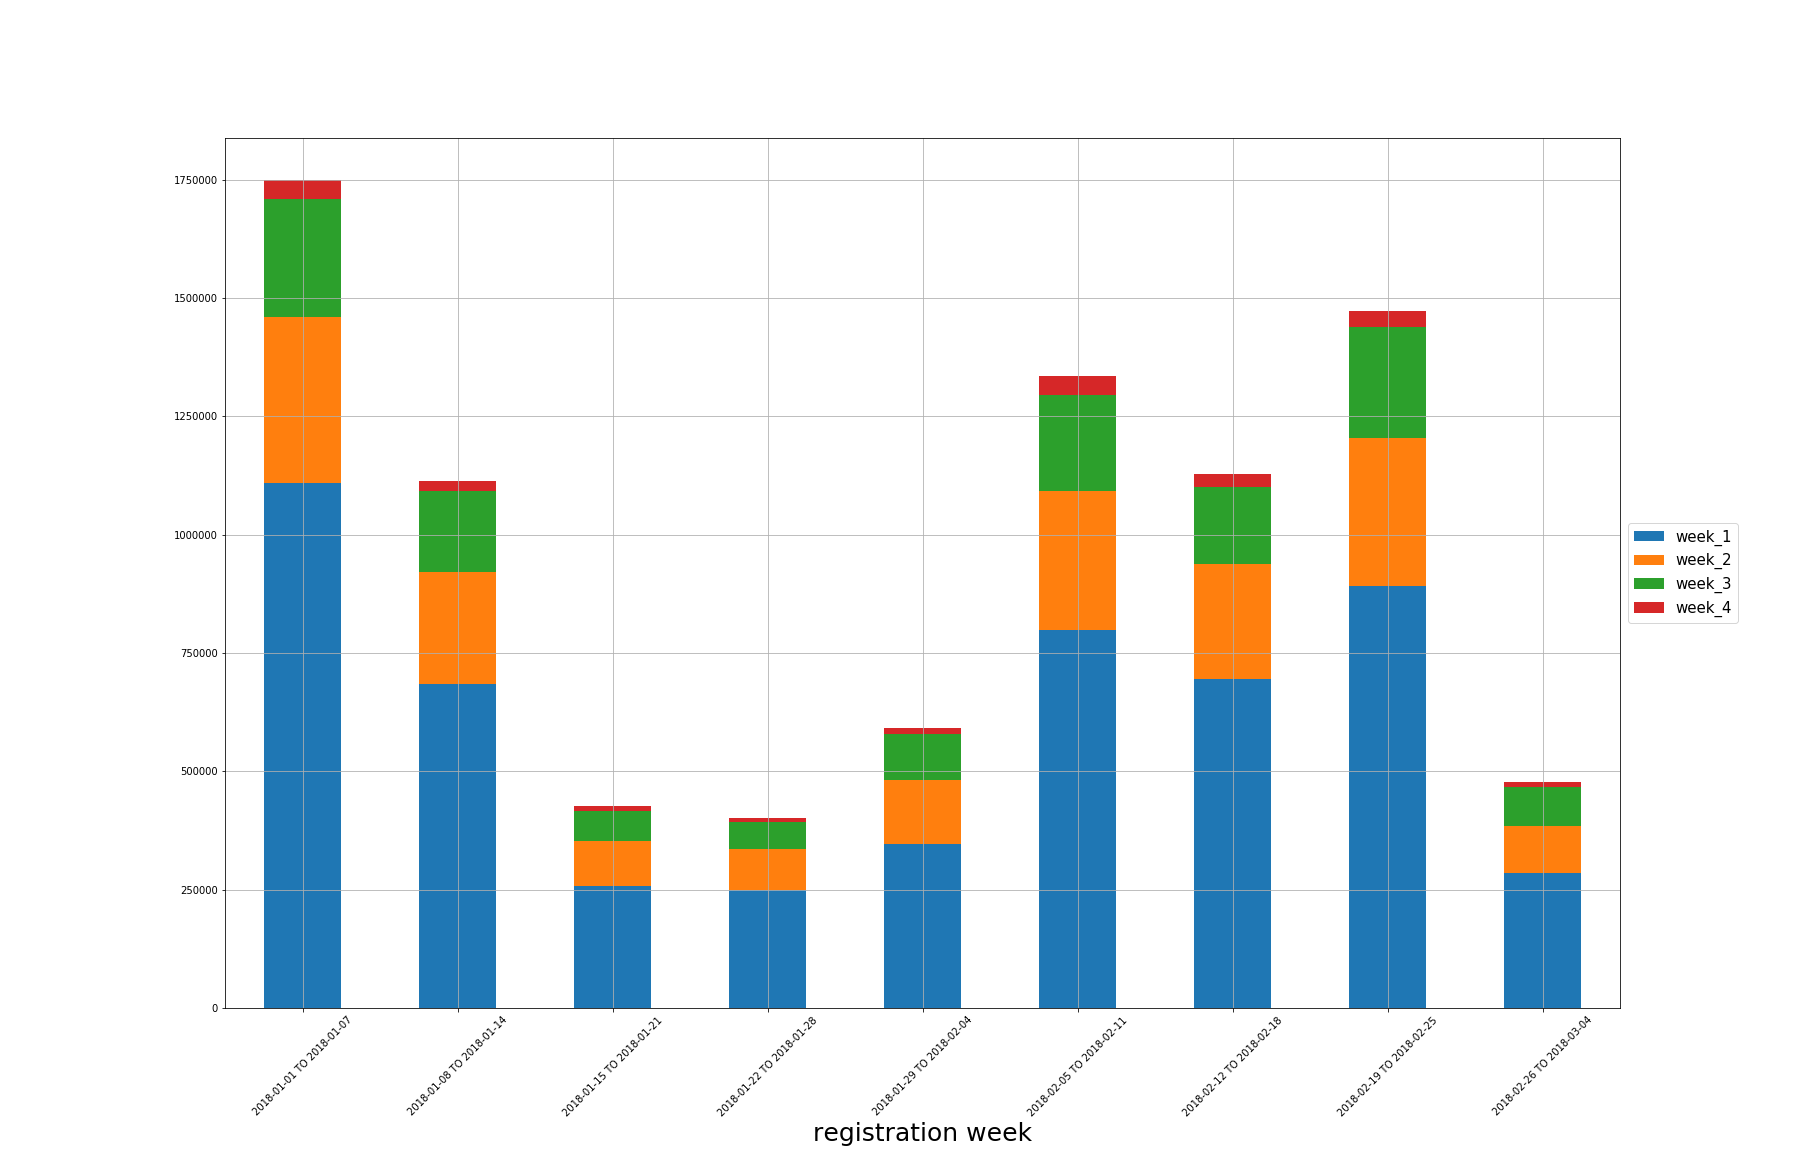 1750000
1500000
1250000
1000000
750000
500000
250000
0
week_1
week_2
week_3
week_4
2018-01-01 TO 2018-01-07
2018-01-08 TO 2018-01-14
2018-01-15 TO 2018-01-21
2018-01-22 TO 2018-01-28
2018-01-29 TO 2018-02-04
2018-02-05 TO 2018-02-11
2018-02-12 TO 2018-02-18
2018-02-19 TO 2018-02-25
2018-02-26 TO 2018-03-04
registration week